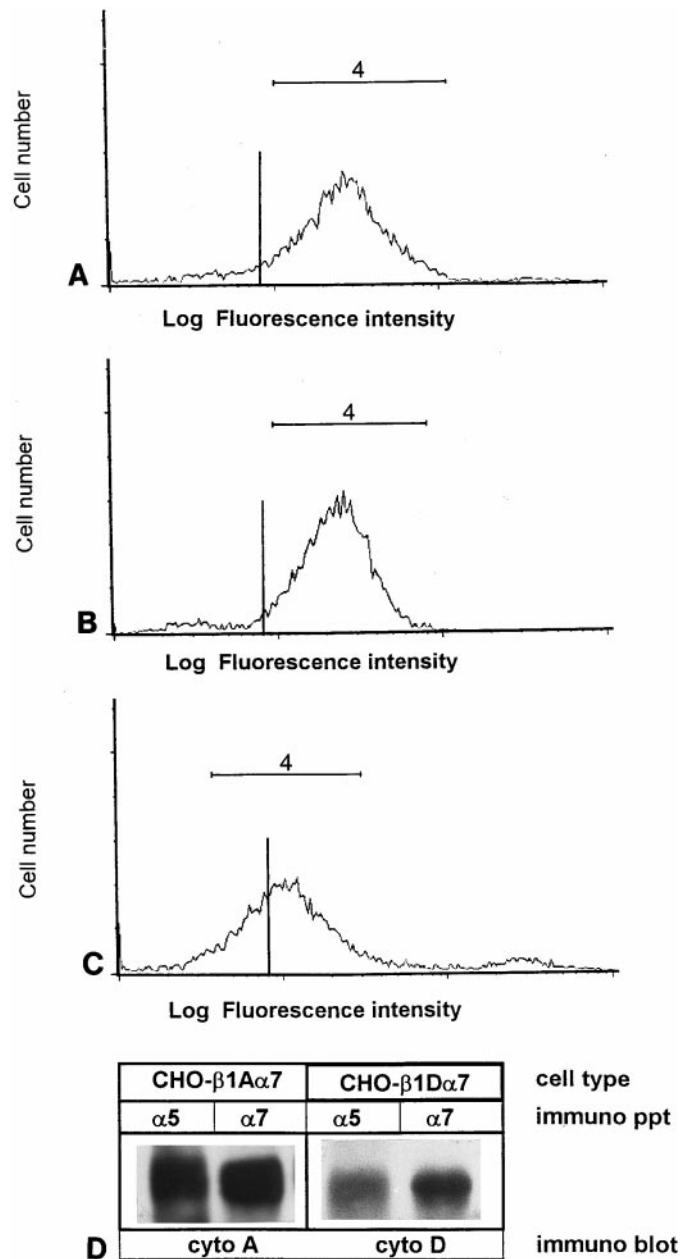 4
Cell number
A
Log Fluorescence intensity
4
Cell number
B
Log Fluorescence intensity
4
Cell number
C
Log Fluorescence intensity
CHO-β1Aα7 CHO-β1Dα7 cell type
α5 α7 α5 α7 immuno ppt
D cyto A cyto D immuno blot